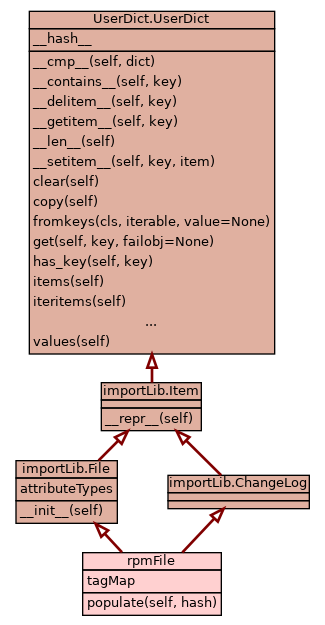 UserDict.UserDict
__hash__
__cmp__(self, dict)
__contains__(self, key)
__delitem__(self, key)
__getitem__(self, key)
__len__(self)
__setitem__(self, key, item)
clear(self)
copy(self)
fromkeys(cls, iterable, value=None)
get(self, key, failobj=None)
has_key(self, key)
items(self)
iteritems(self)
...
values(self)
importLib.Item
__repr__(self)
importLib.File
attributeTypes
__init__(self)
importLib.ChangeLog
rpmFile
tagMap
populate(self, hash)